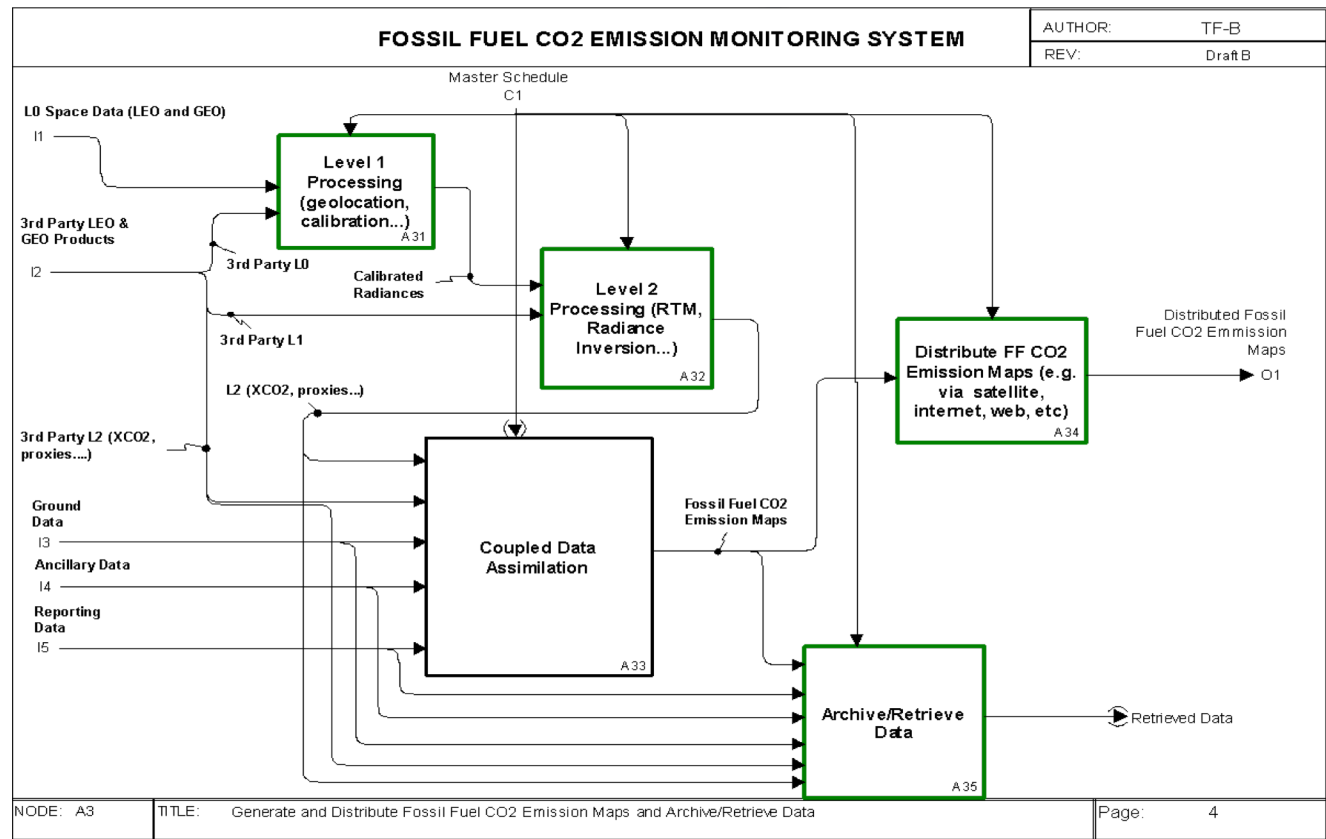 FOSSIL FUEL CO2 EMISSION MONITORING SYSTEM
AUTHOR: TF-B
REV: Draft B
Master Schedule
C1
L0 Space Data (LEO and GEO)
I1
Level 1
Processing
(geolocation,
calibration...)
A31
3rd Party LEO &
GEO Products
I2
3rd Party L0
Calibrated
Radiances
Level 2
Processing (RTM,
Radiance
Inversion...)
A32
3rd Party L1
Distributed Fossil
Fuel CO2 Emmission
Maps
O1
Distribute FF CO2
Emission Maps (e.g.
via satellite,
internet, web, etc)
A34
L2 (XCO2, proxies...)
3rd Party L2 (XCO2,
proxies....)
Ground
Data
I3
Ancillary Data
I4
Reporting
Data
I5
Coupled Data
Assimilation
A33
Fossil Fuel CO2
Emission Maps
Archive/Retrieve
Data
A35
Retrieved Data
NODE: A3
TITLE: Generate and Distribute Fossil Fuel CO2 Emission Maps and Archive/Retrieve Data
Page: 4